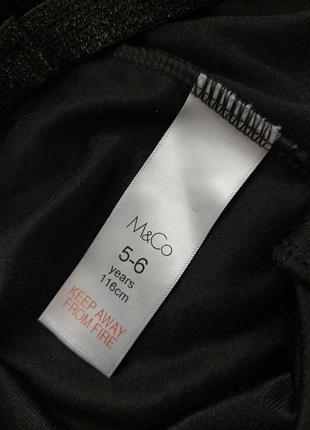 M&Co
5-6
years
116cm
KEEP AWAY
FROM FIRE